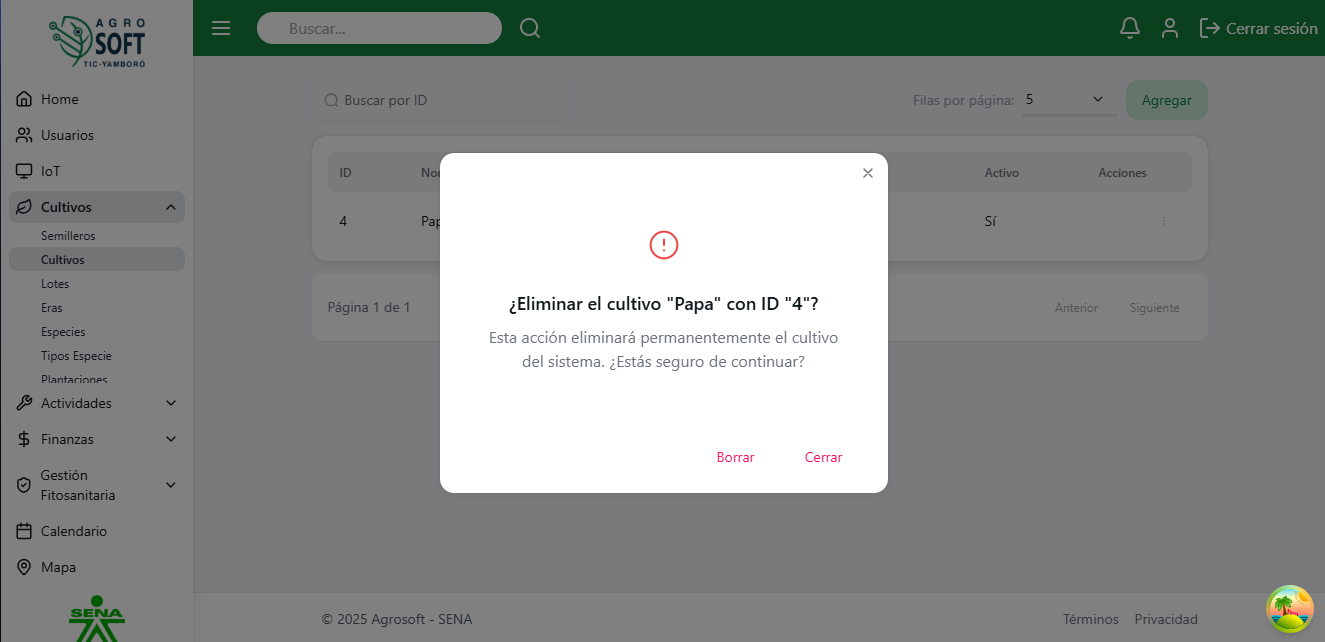 AGRO
SOFT
TIC-YAMBORÓ
Buscar...
Cerrar sesión
Home
Usuarios
IoT
Cultivos
Semilleros
Cultivos
Lotes
Eras
Especies
Tipos Especie
Plantaciones
Actividades
Finanzas
Gestión
Fitosanitaria
Calendario
Mapa
SENA
Buscar por ID
Filas por página: 5
Agregar
ID
Activo
Acciones
4
Sí
¿Eliminar el cultivo "Papa" con ID "4"?
Esta acción eliminará permanentemente el cultivo
del sistema. ¿Estás seguro de continuar?
Borrar
Cerrar
Página 1 de 1
Anterior
Siguiente
© 2025 Agrosoft - SENA
Términos
Privacidad